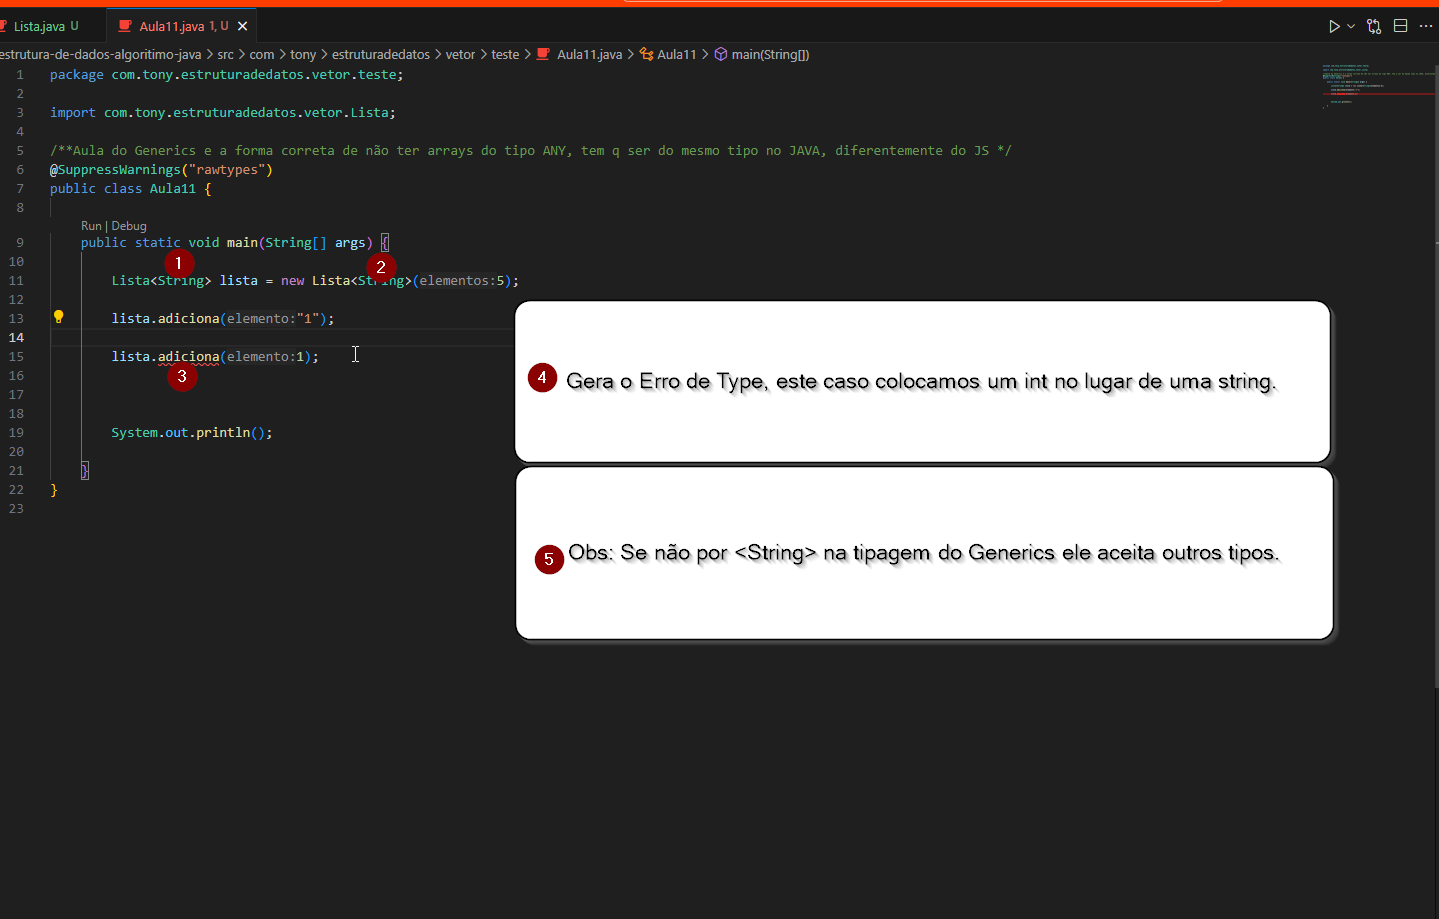 Lista.java U
Aula11.java 1, U
estrutura-de-dados-algoritimo-java > src > com > tony > estruturadedatos > vetor > teste > Aula11.java > Aula11 > main(String[])
1 package com.tony.estruturadedatos.vetor.teste;
2
3 import com.tony.estruturadedatos.vetor.Lista;
4
5 /**Aula do Generics e a forma correta de não ter arrays do tipo ANY, tem q ser do mesmo tipo no JAVA, diferentemente do JS */
6 @SuppressWarnings("rawtypes")
7 public class Aula11 {
8
Run | Debug
9 public static void main(String[] args) {
10
1
2
11 Lista<String> lista = new Lista<String>(elementos:5);
12
13 lista.adiciona(elemento:"1");
14
15 lista.adiciona(elemento:1);
16
3
17
18
19 System.out.println();
20
21 }
22 }
23
4 Gera o Erro de Type, este caso colocamos um int no lugar de uma string.
5 Obs: Se não por <String> na tipagem do Generics ele aceita outros tipos.